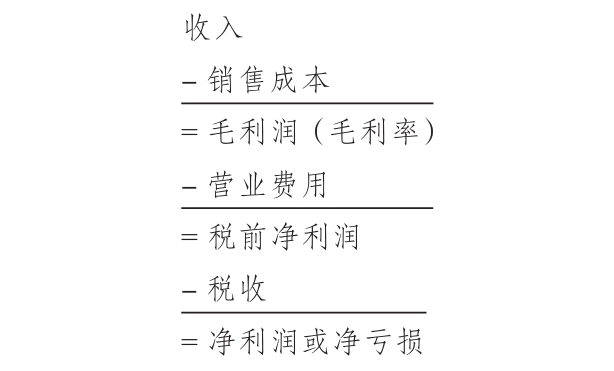 收入
– 销售成本
= 毛利润（毛利率）
– 营业费用
= 税前净利润
– 税收
= 净利润或净亏损